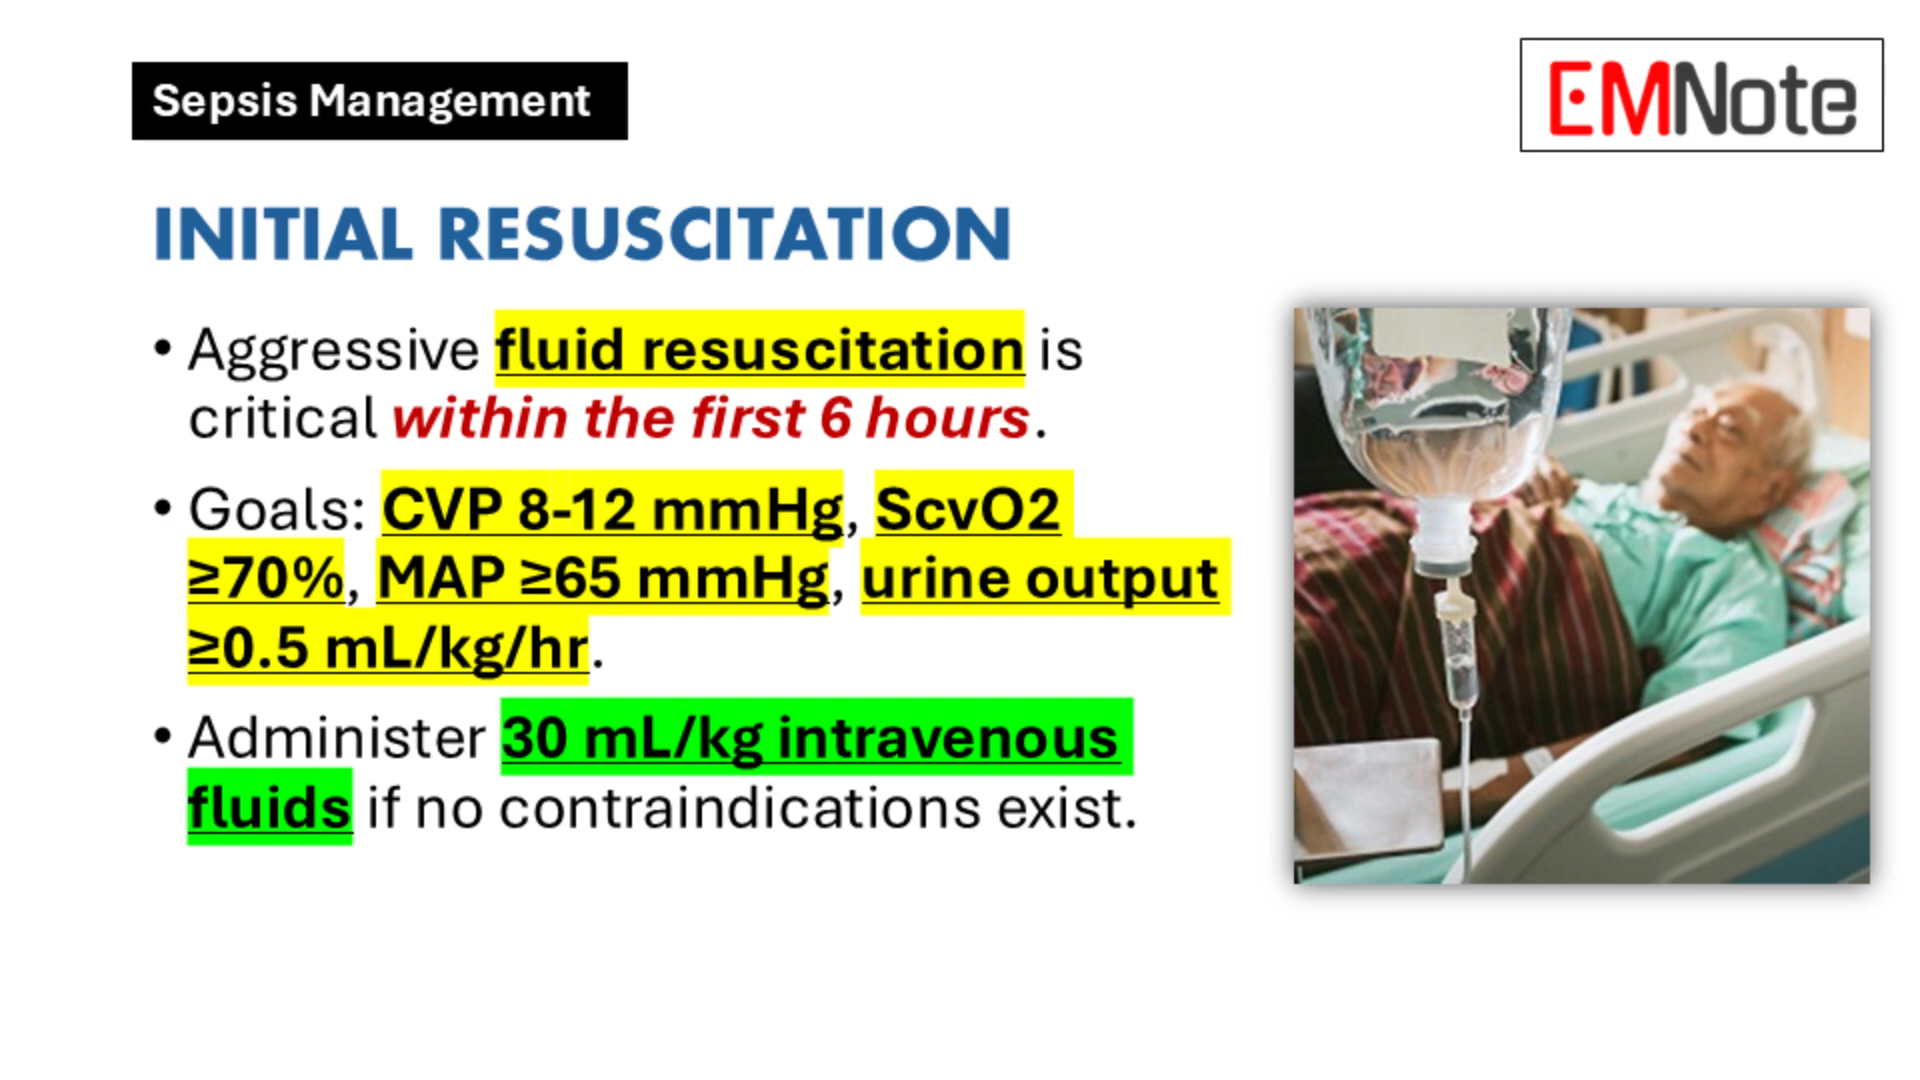 Sepsis Management
EMNote
INITIAL RESUSCITATION
• Aggressive fluid resuscitation is
critical within the first 6 hours.
• Goals: CVP 8-12 mmHg, ScvO2
≥70%, MAP ≥65 mmHg, urine output
≥0.5 mL/kg/hr.
• Administer 30 mL/kg intravenous
fluids if no contraindications exist.